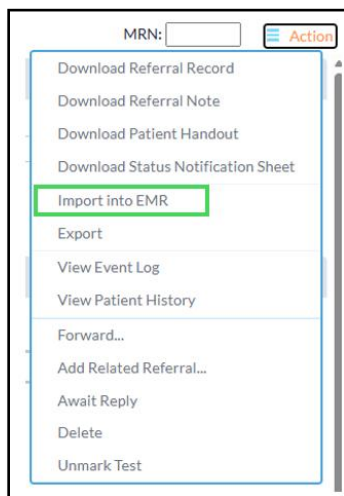 MRN:
Action
Download Referral Record
Download Referral Note
Download Patient Handout
Download Status Notification Sheet
Import into EMR
Export
View Event Log
View Patient History
Forward...
Add Related Referral...
Await Reply
Delete
Unmark Test